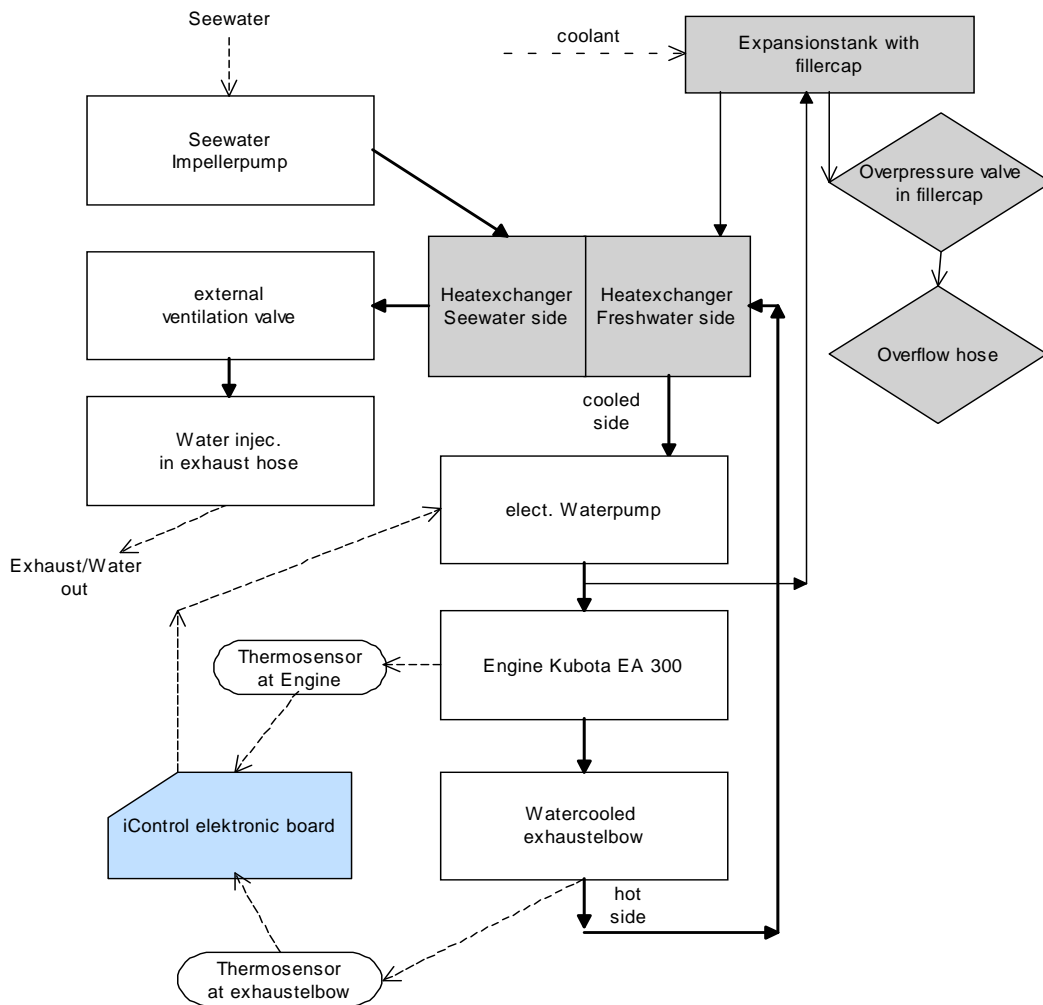 Seewater
coolant
Expansionstank with
fillercap
Seewater
Impellerpump
Overpressure valve
in fillercap
external
ventilation valve
Heatexchanger
Seewater side
Heatexchanger
Freshwater side
Overflow hose
cooled
side
Water injec.
in exhaust hose
elect. Waterpump
Exhaust/Water
out
Thermosensor
at Engine
Engine Kubota EA 300
iControl elektronic board
Watercooled
exhaustelbow
hot
side
Thermosensor
at exhaustelbow